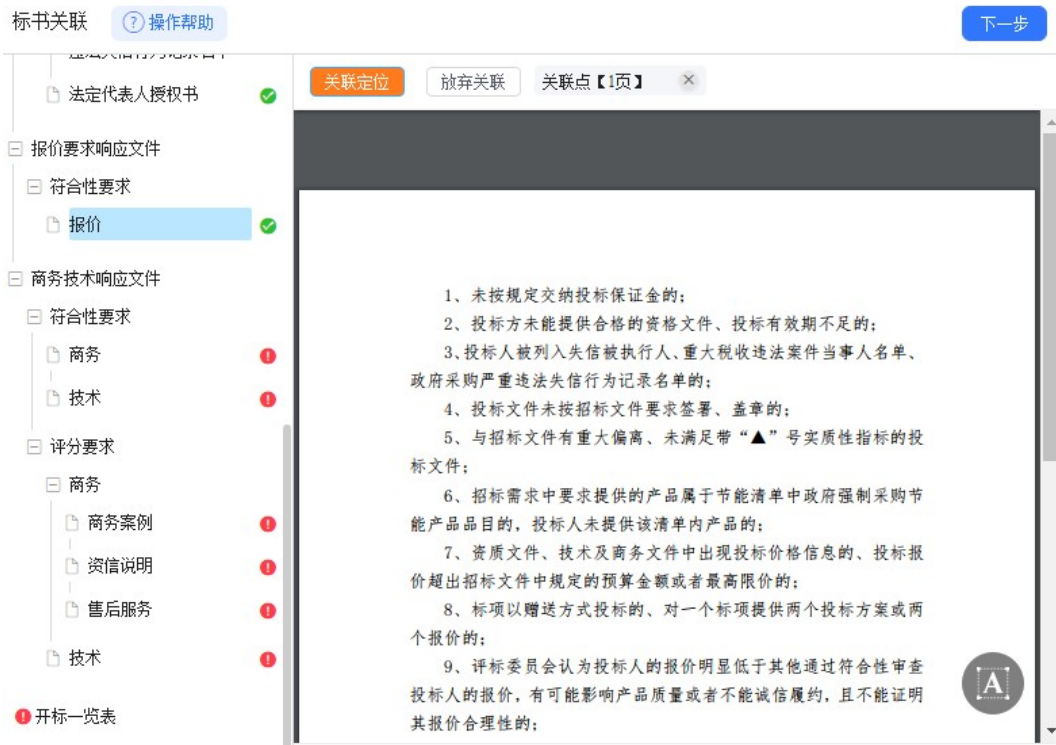 标书关联
? 操作帮助
下一步
法定代表人授权书
报价要求响应文件
符合性要求
报价
商务技术响应文件
符合性要求
商务
技术
评分要求
商务
商务案例
资信说明
售后服务
技术
开标一览表
关联定位
放弃关联
关联点【1页】
1、未按规定交纳投标保证金的;
2、投标方未能提供合格的资格文件、投标有效期不足的;
3、投标人被列入失信被执行人、重大税收违法案件当事人名单、
政府采购严重违法失信行为记录名单的;
4、投标文件未按招标文件要求签署、盖章的;
5、与招标文件有重大偏离、未满足带“▲”号实质性指标的投
标文件;
6、招标需求中要求提供的产品属于节能清单中政府强制采购节
能产品品目的,投标人未提供该清单内产品的;
7、资质文件、技术及商务文件中出现投标价格信息的、投标报
价超出招标文件中规定的预算金额或者最高限价的;
8、标项以赠送方式投标的、对一个标项提供两个投标方案或两
个报价的;
9、评标委员会认为投标人的报价明显低于其他通过符合性审查
投标人的报价,有可能影响产品质量或者不能诚信履约,且不能证明
其报价合理性的;
A